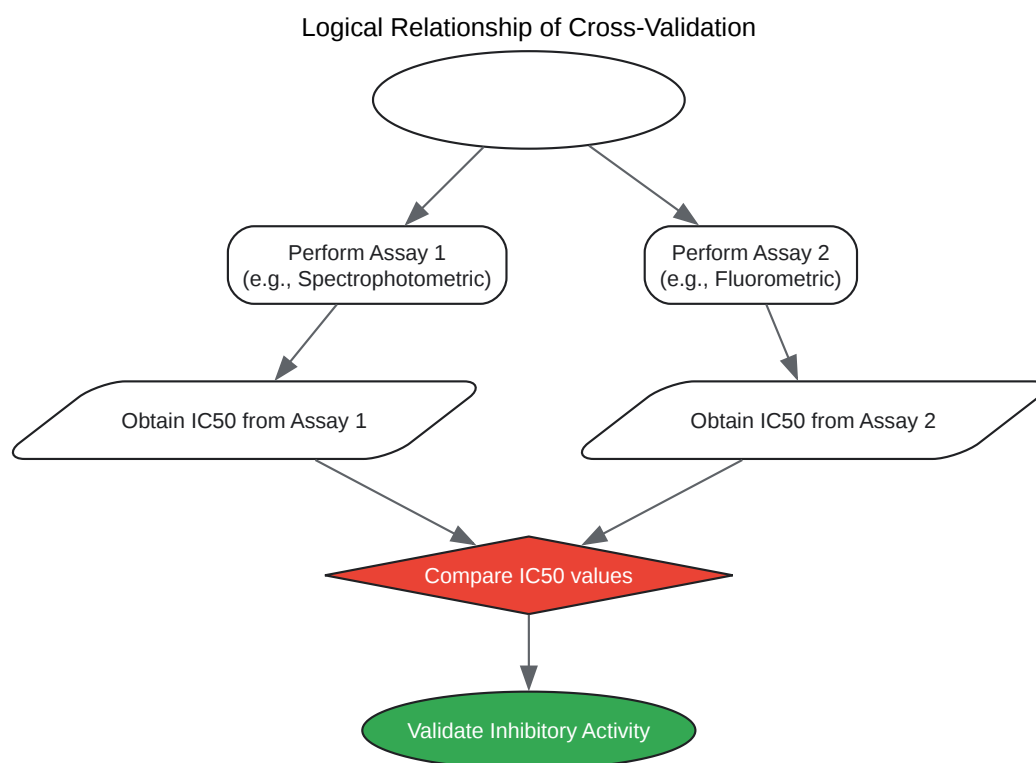 Logical Relationship of Cross-Validation
Perform Assay 1
(e.g., Spectrophotometric)
Perform Assay 2
(e.g., Fluorometric)
Obtain IC50 from Assay 1
Obtain IC50 from Assay 2
Compare IC50 values
Validate Inhibitory Activity